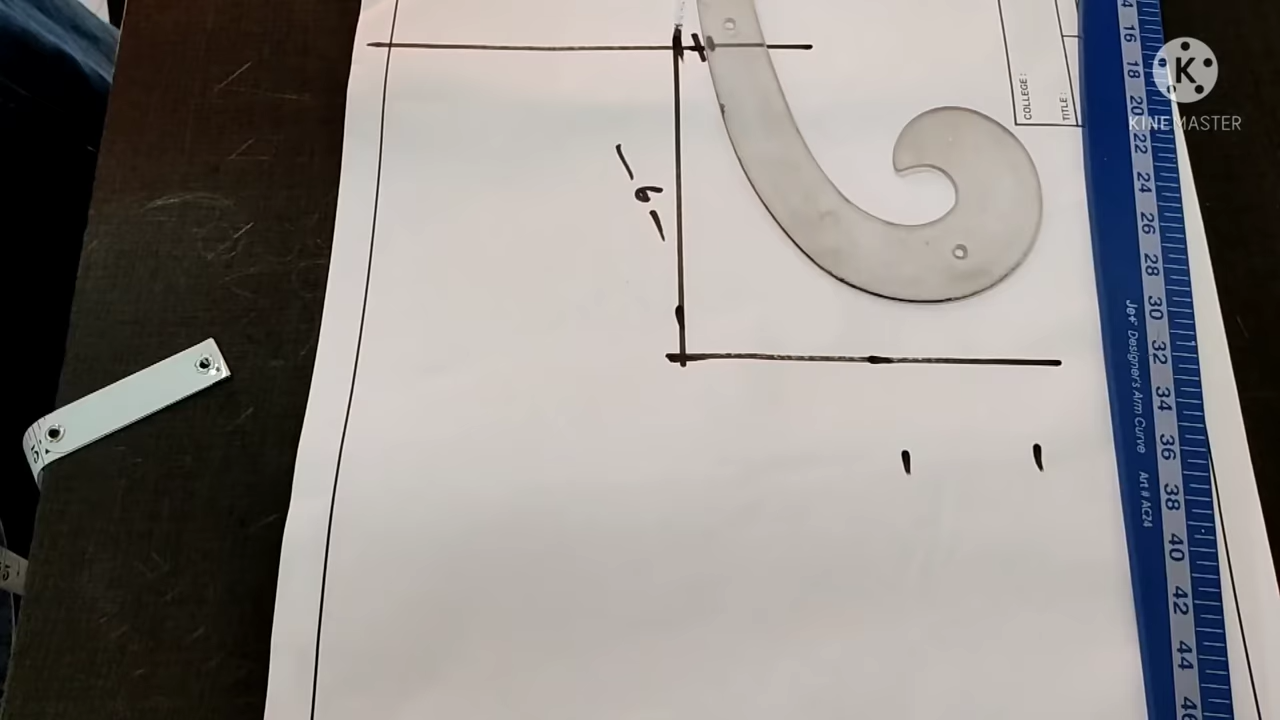 K
KINEMASTER
COLLEGE:
TITLE:
-6-
16
18
20
22
24
26
28
30
32
34
36
38
40
42
44
Designer's Arm Curve
Art # AC24